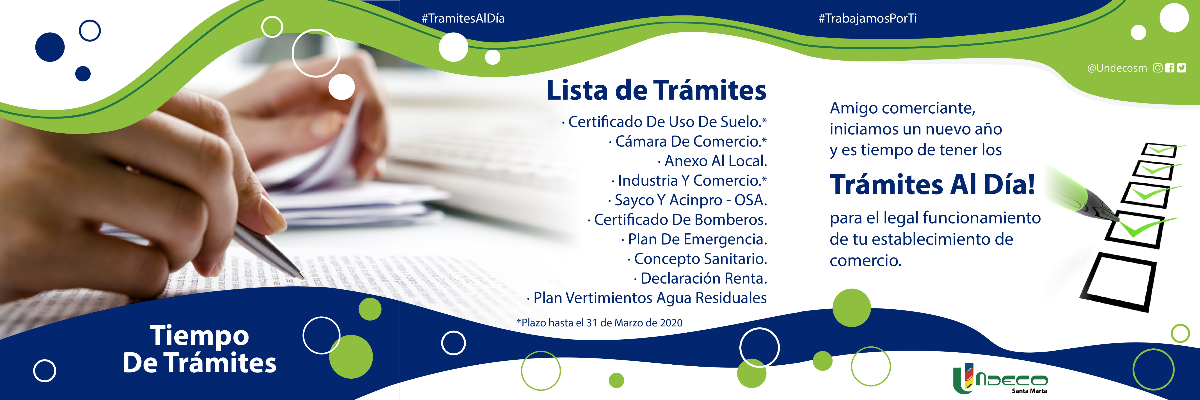 #TramitesAlDía
#TrabajamosPorTi
@Undecosm
Lista de Trámites
· Certificado De Uso De Suelo.*
· Cámara De Comercio.*
· Anexo Al Local.
· Industria Y Comercio.*
· Sayco Y Acinpro - OSA.
· Certificado De Bomberos.
· Plan De Emergencia.
· Concepto Sanitario.
· Declaración Renta.
· Plan Vertimientos Agua Residuales
*Plazo hasta el 31 de Marzo de 2020
Amigo comerciante,
iniciamos un nuevo año
y es tiempo de tener los
Trámites Al Día!
para el legal funcionamiento
de tu establecimiento de
comercio.
Tiempo
De Trámites
UNDECO
Santa Marta